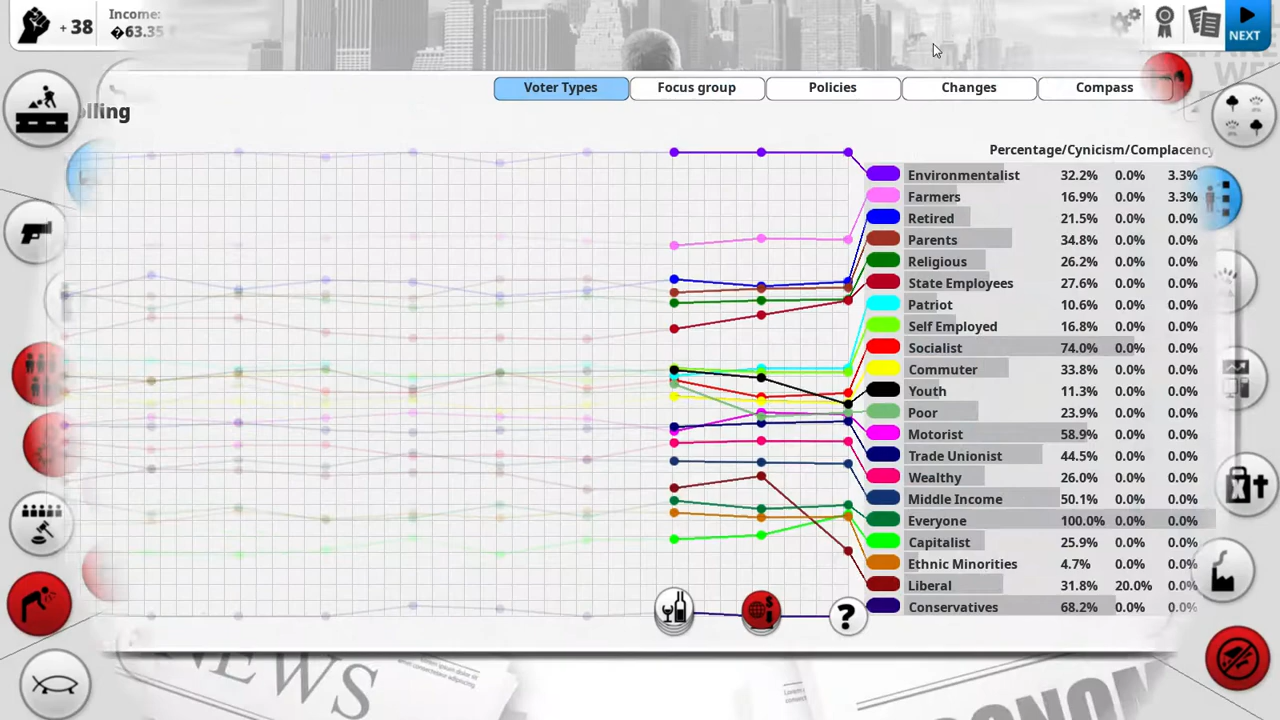 Income:
+ 38
�63.35
NEXT
Voter Types
Focus group
Policies
Changes
Compass
olling
Percentage/Cynicism/Complacency
Environmentalist 32.2% 0.0% 3.3%
Farmers 16.9% 0.0% 3.3%
Retired 21.5% 0.0% 0.0%
Parents 34.8% 0.0% 0.0%
Religious 26.2% 0.0% 0.0%
State Employees 27.6% 0.0% 0.0%
Patriot 10.6% 0.0% 0.0%
Self Employed 16.8% 0.0% 0.0%
Socialist 74.0% 0.0% 0.0%
Commuter 33.8% 0.0% 0.0%
Youth 11.3% 0.0% 0.0%
Poor 23.9% 0.0% 0.0%
Motorist 58.9% 0.0% 0.0%
Trade Unionist 44.5% 0.0% 0.0%
Wealthy 26.0% 0.0% 0.0%
Middle Income 50.1% 0.0% 0.0%
Everyone 100.0% 0.0% 0.0%
Capitalist 25.9% 0.0% 0.0%
Ethnic Minorities 4.7% 0.0% 0.0%
Liberal 31.8% 20.0% 0.0%
Conservatives 68.2% 0.0% 0.0%
?
NEWS